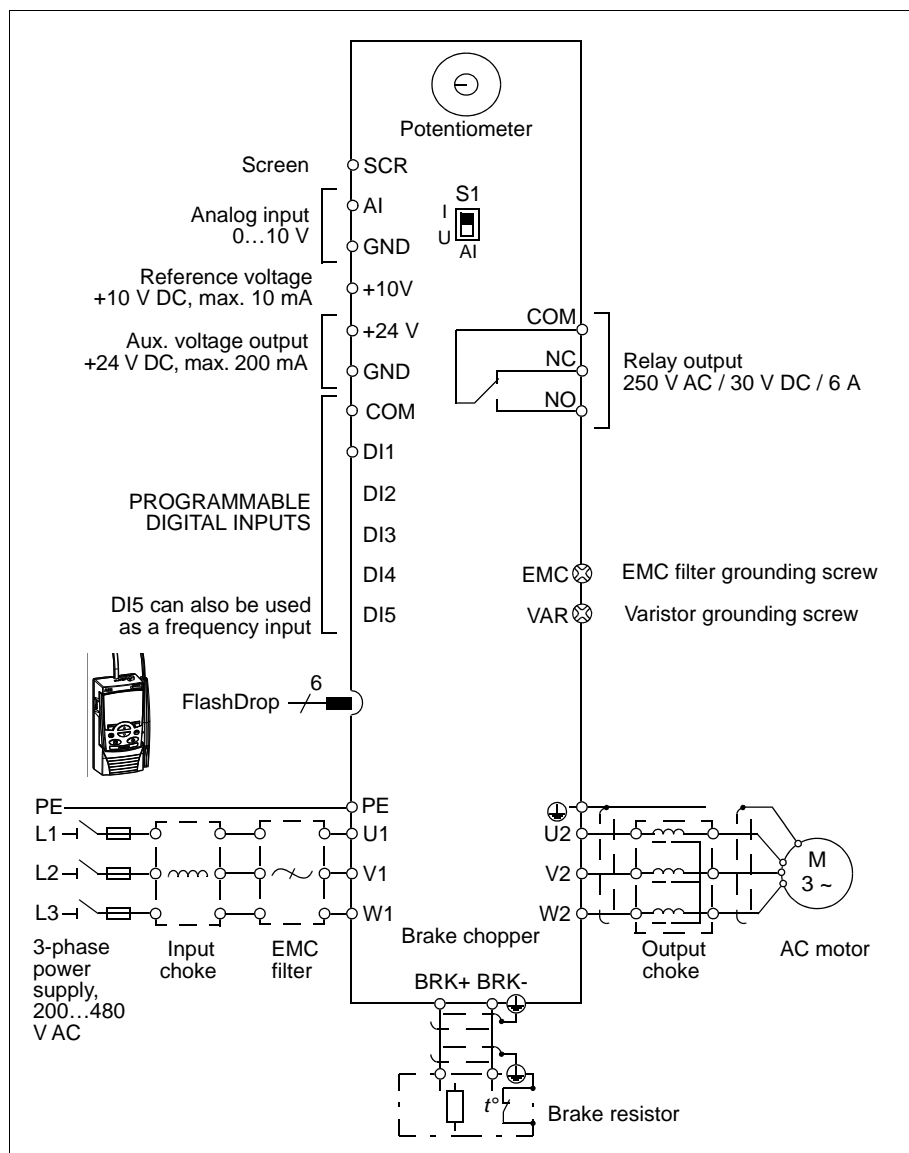 Potentiometer
Screen
SCR
S1
I
U
AI
Analog input
0...10 V
AI
GND
Reference voltage
+10 V DC, max. 10 mA
+10V
Aux. voltage output
+24 V DC, max. 200 mA
+24 V
GND
COM
NC
NO
Relay output
250 V AC / 30 V DC / 6 A
COM
DI1
PROGRAMMABLE
DIGITAL INPUTS
DI2
DI3
DI4
DI5
DI5 can also be used
as a frequency input
EMC
EMC filter grounding screw
VAR
Varistor grounding screw
FlashDrop
6
PE
PE
L1
U1
U2
L2
V1
V2
L3
W1
W2
M
3 ~
3-phase
power
supply,
200...480
V AC
Input
choke
EMC
filter
Brake chopper
Output
choke
AC motor
BRK+ BRK-
t°
Brake resistor